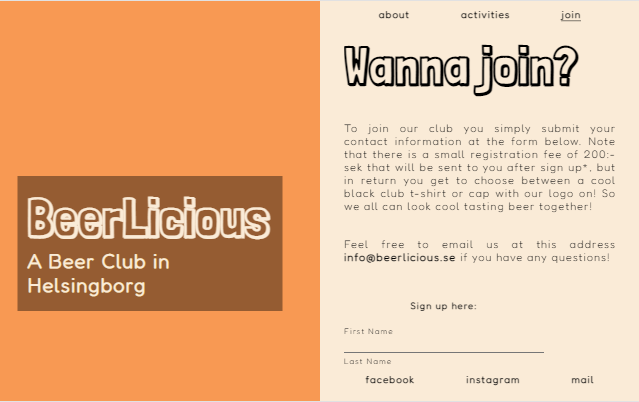 BeerLicious
A Beer Club in
Helsingborg
about activities join
Wanna join?
To join our club you simply submit your
contact information at the form below. Note
that there is a small registration fee of 200:-
sek that will be sent to you after sign up*, but
in return you get to choose between a cool
black club t-shirt or cap with our logo on! So
we all can look cool tasting beer together!
Feel free to email us at this address
info@beerlicious.se if you have any questions!
Sign up here:
First Name
Last Name
facebook instagram mail